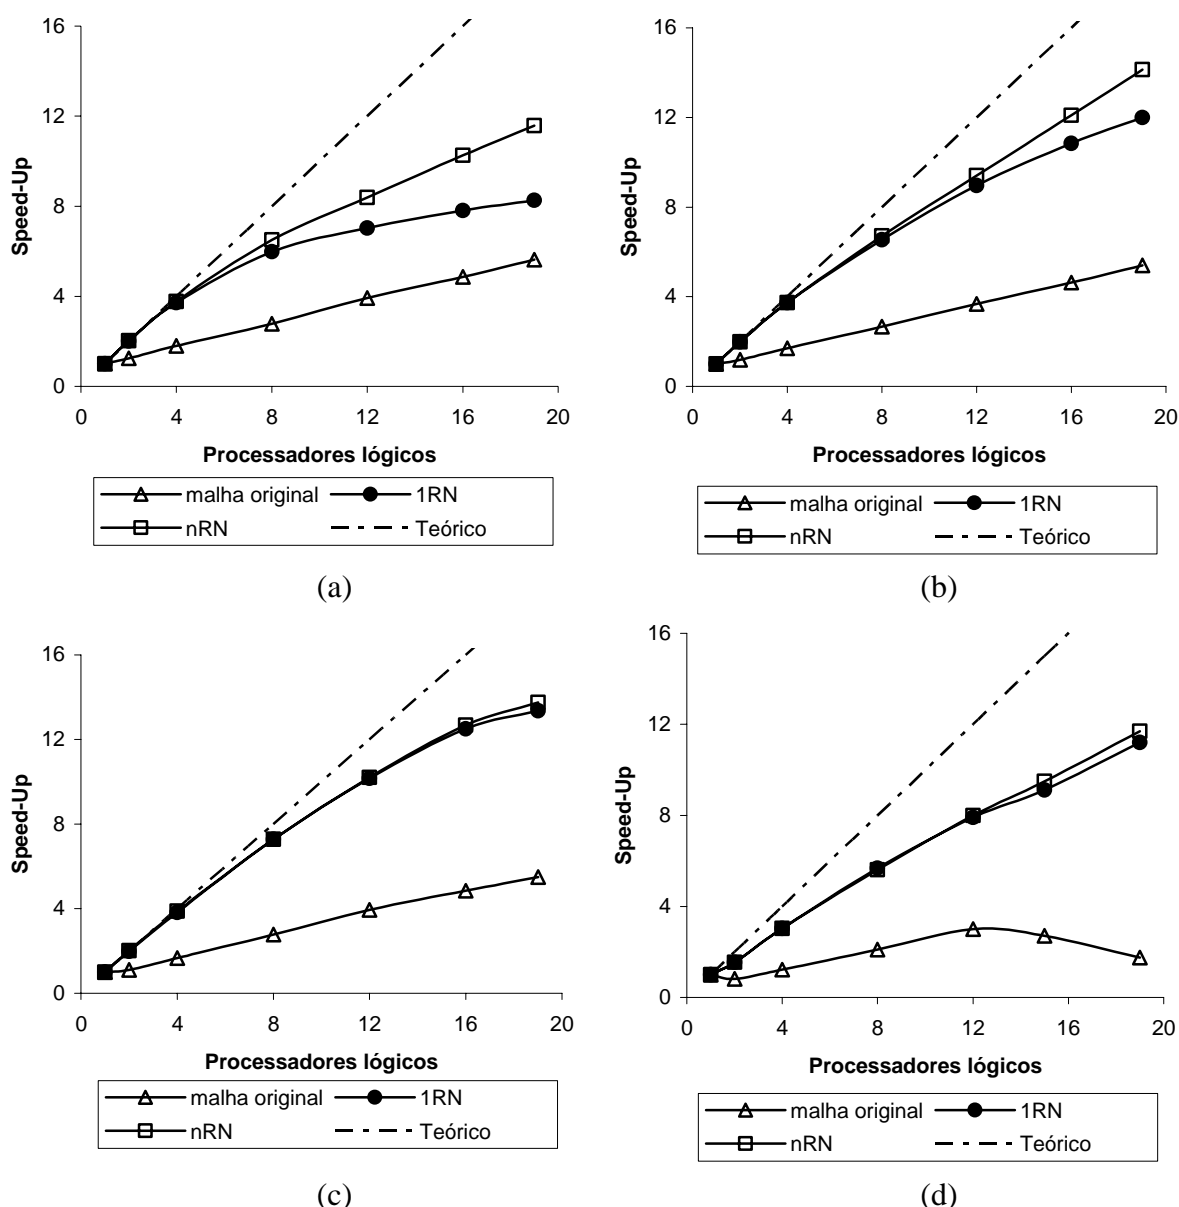 16
12
8
4
0
Speed-Up
0 4 8 12 16 20
Processadores lógicos
malha original 1RN
nRN Teórico
(a)
16
12
8
4
0
Speed-Up
0 4 8 12 16 20
Processadores lógicos
malha original 1RN
nRN Teórico
(b)
16
12
8
4
0
Speed-Up
0 4 8 12 16 20
Processadores lógicos
malha original 1RN
nRN Teórico
(c)
16
12
8
4
0
Speed-Up
0 4 8 12 16 20
Processadores lógicos
malha original 1RN
nRN Teórico
(d)